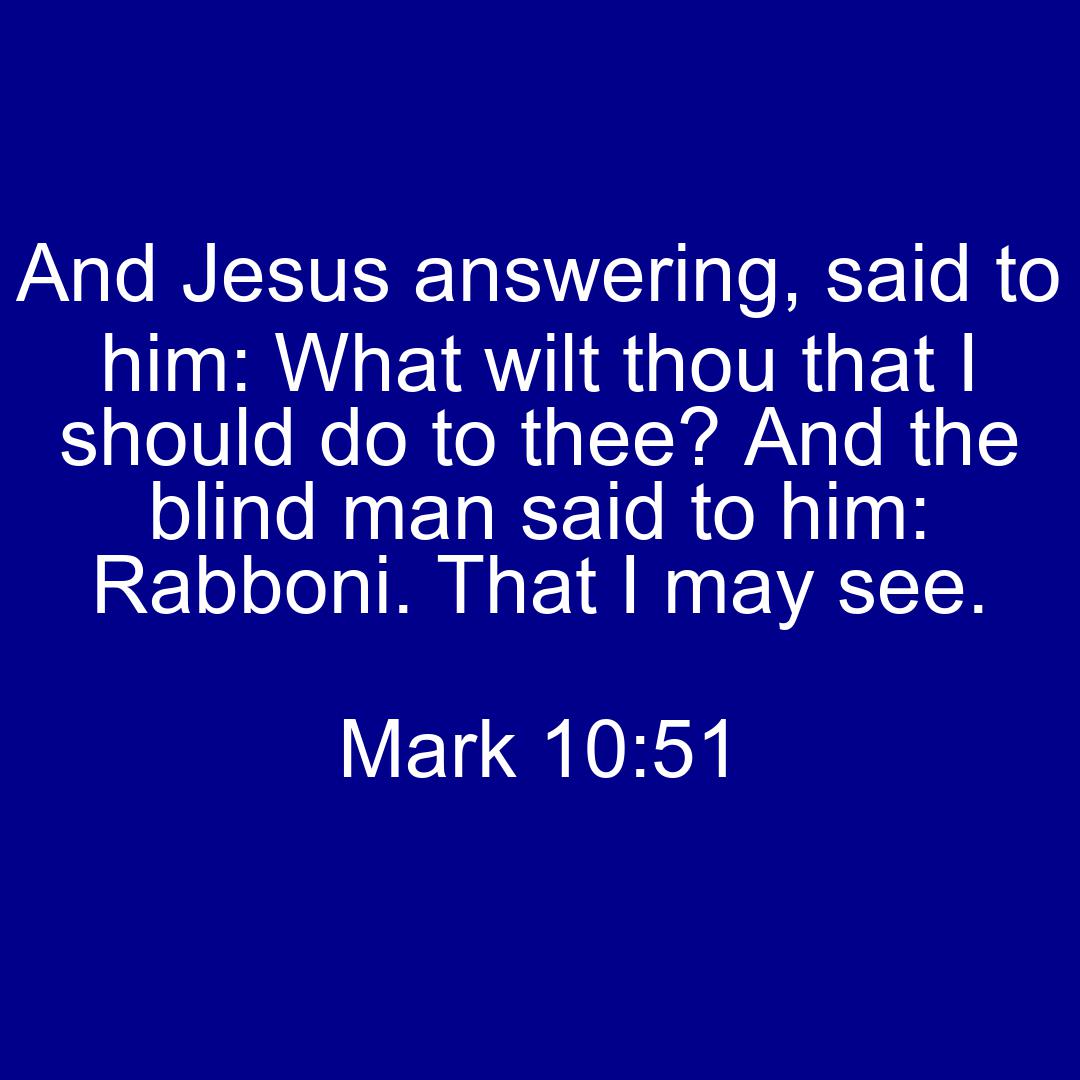 And Jesus answering, said to
him: What wilt thou that I
should do to thee? And the
blind man said to him:
Rabboni. That I may see.
Mark 10:51